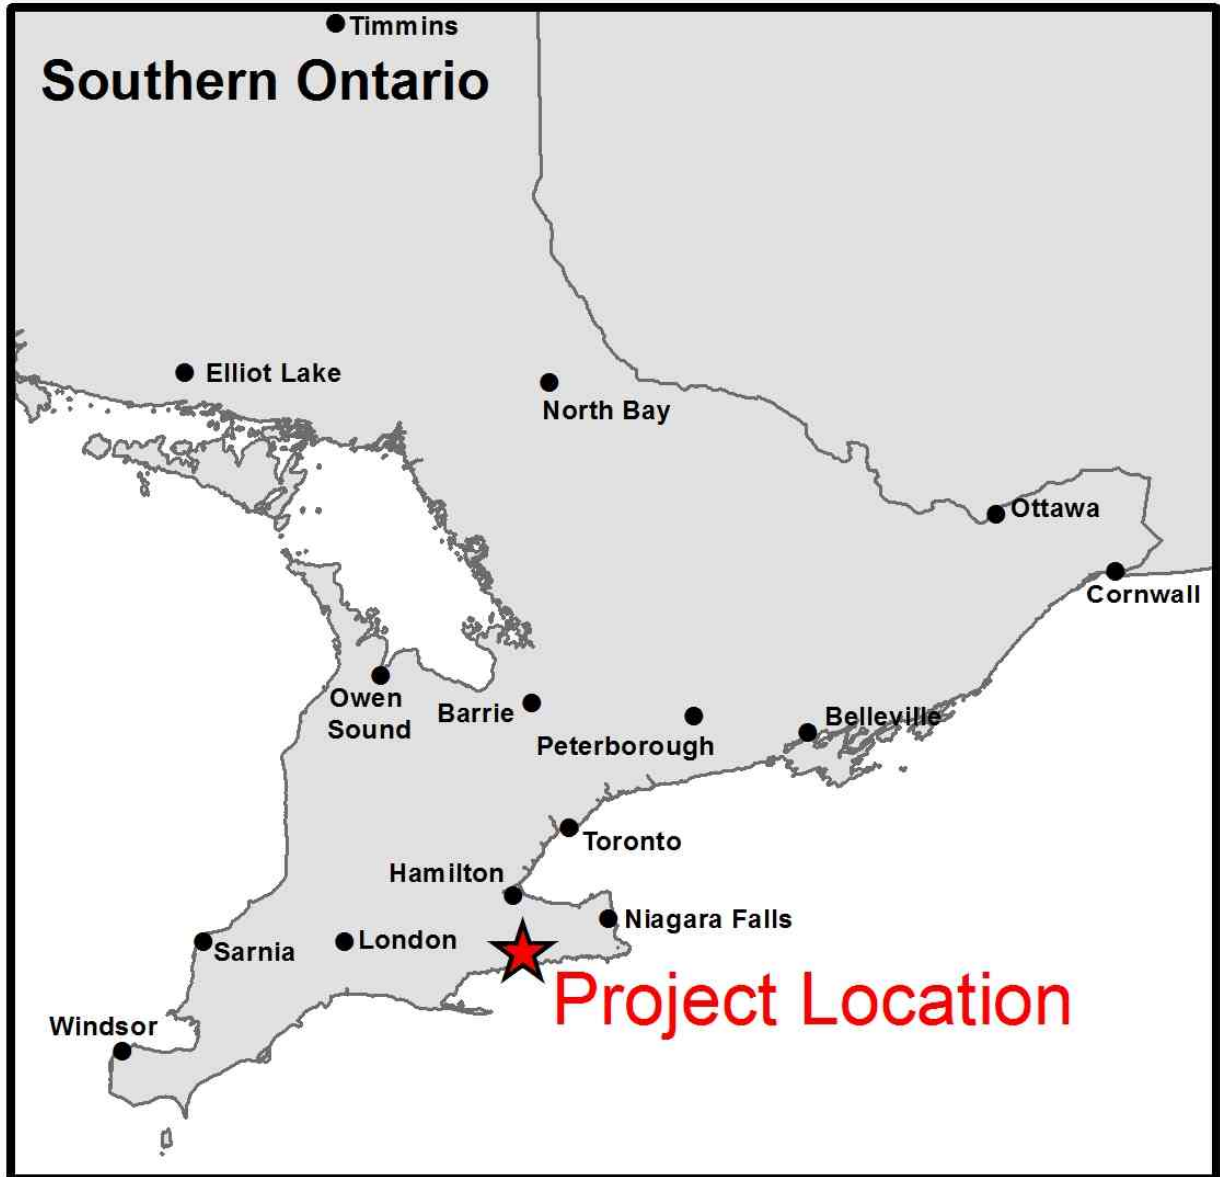 Timmins
Southern Ontario
Elliot Lake
North Bay
Ottawa
Cornwall
Owen
Sound
Barrie
Belleville
Peterborough
Toronto
Hamilton
Niagara Falls
London
Sarnia
Project Location
Windsor